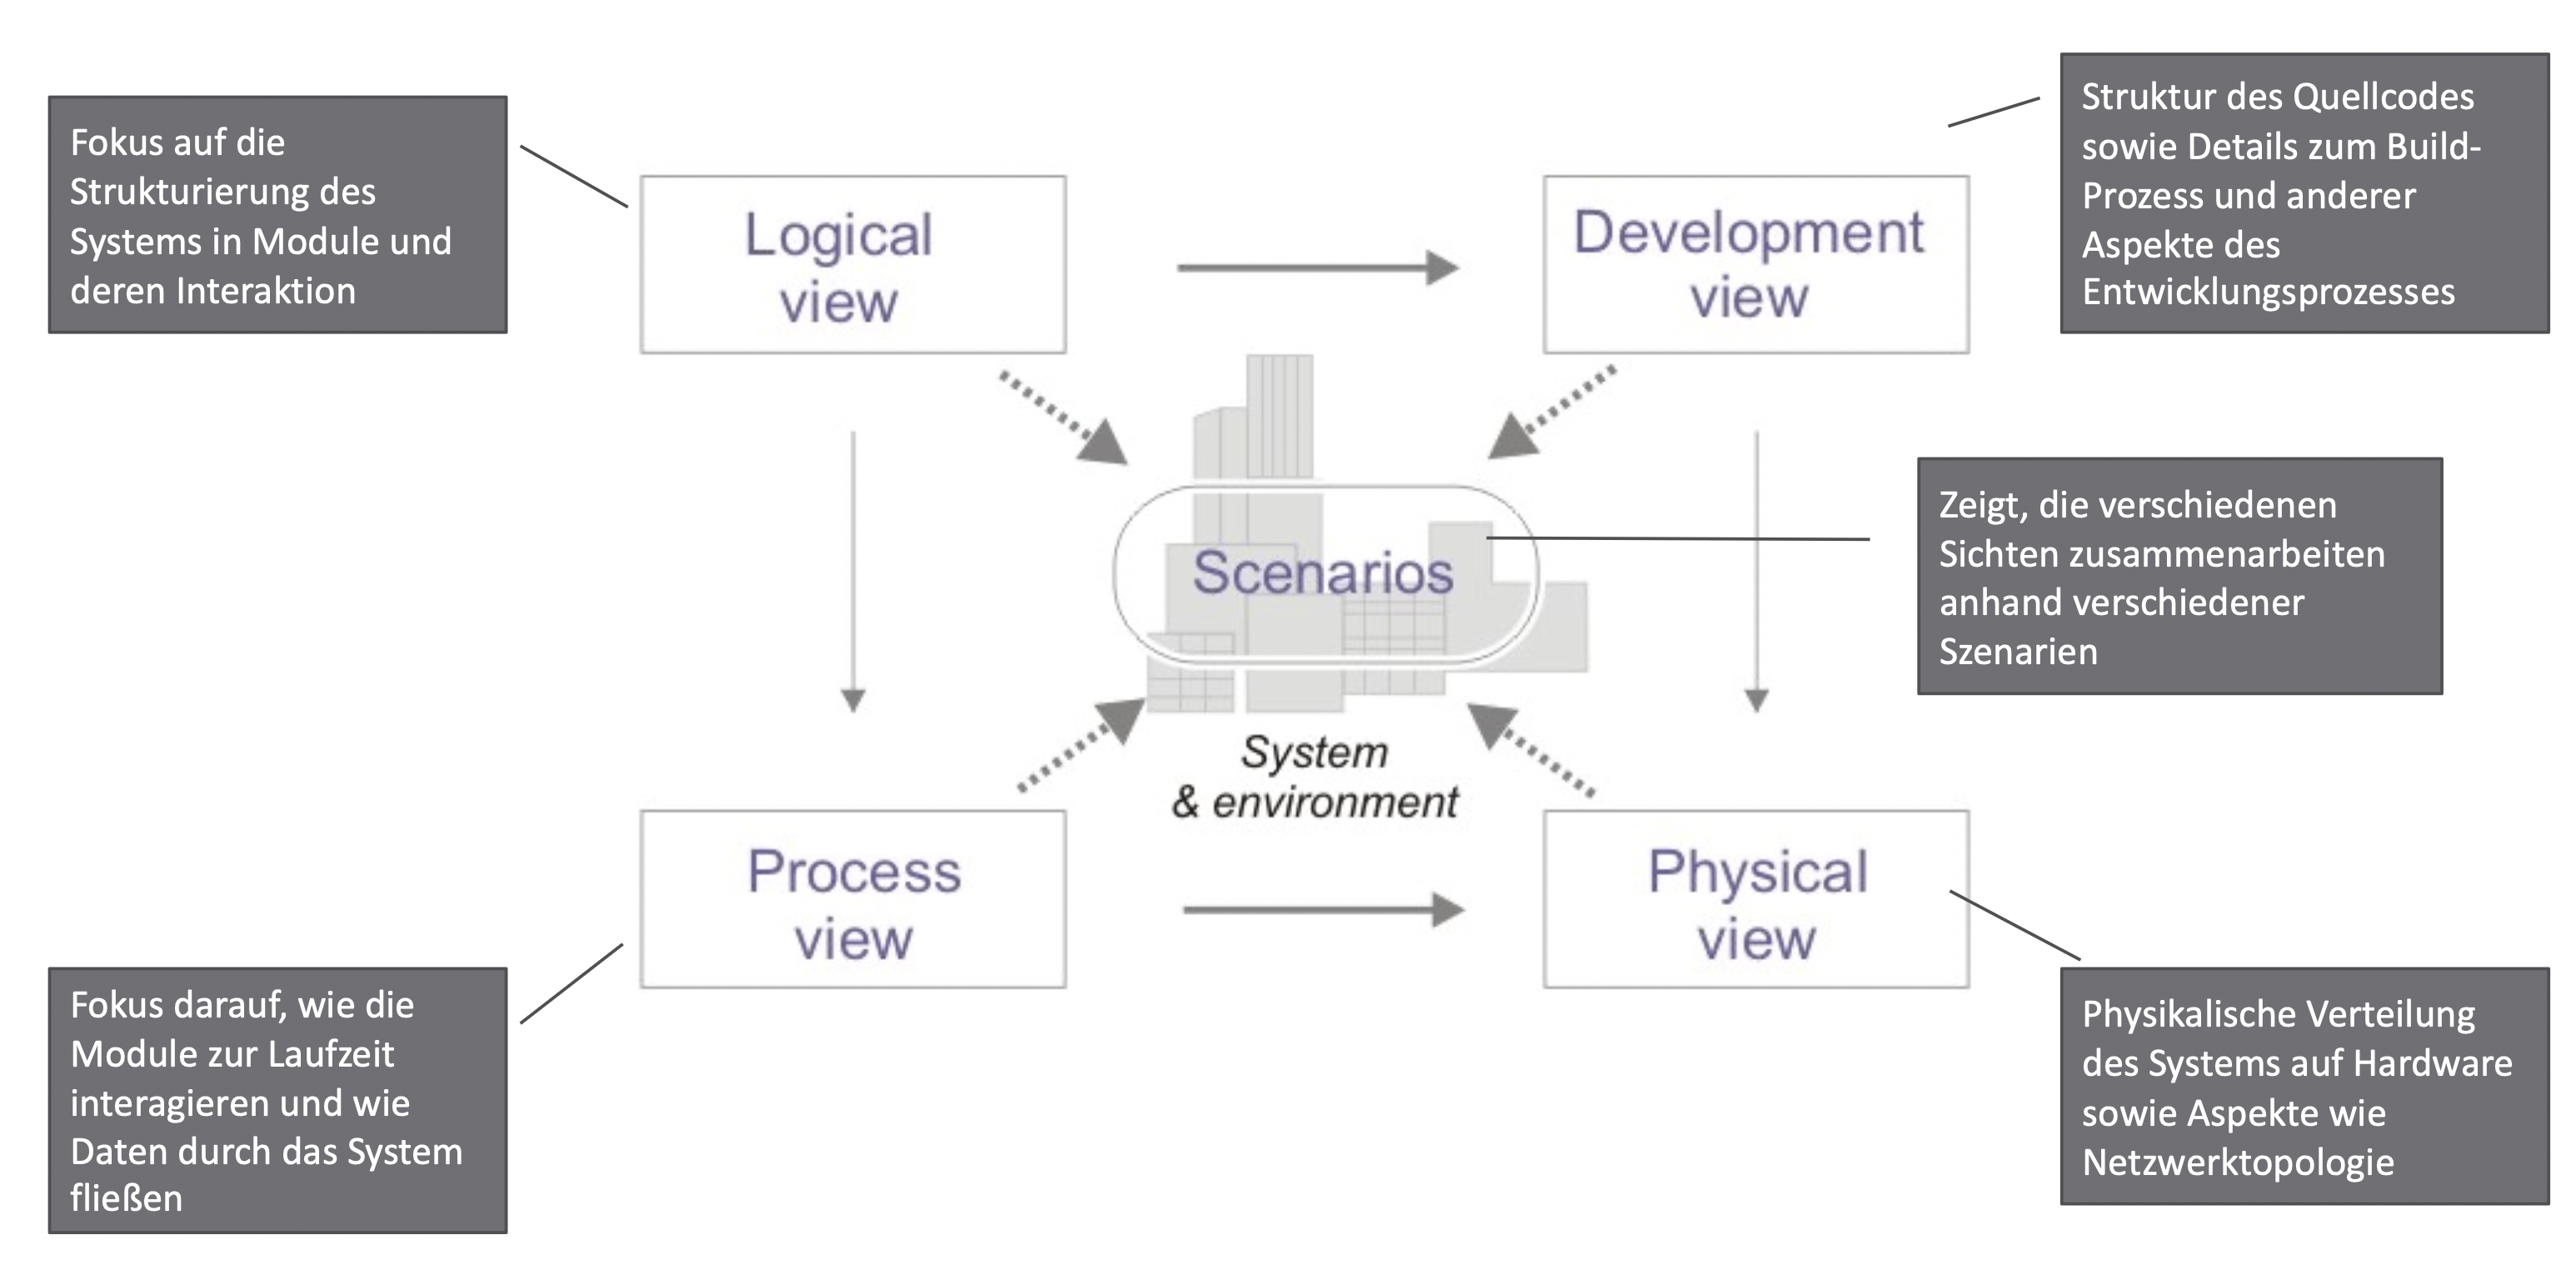 Fokus auf die
Strukturierung des
Systems in Module und
deren Interaktion
Logical
view
Development
view
Struktur des Quellcodes
sowie Details zum Build-
Prozess und anderer
Aspekte des
Entwicklungsprozesses
Scenarios
System
& environment
Zeigt, die verschiedenen
Sichten zusammenarbeiten
anhand verschiedener
Szenarien
Process
view
Physical
view
Fokus darauf, wie die
Module zur Laufzeit
interagieren und wie
Daten durch das System
fließen
Physikalische Verteilung
des Systems auf Hardware
sowie Aspekte wie
Netzwerktopologie